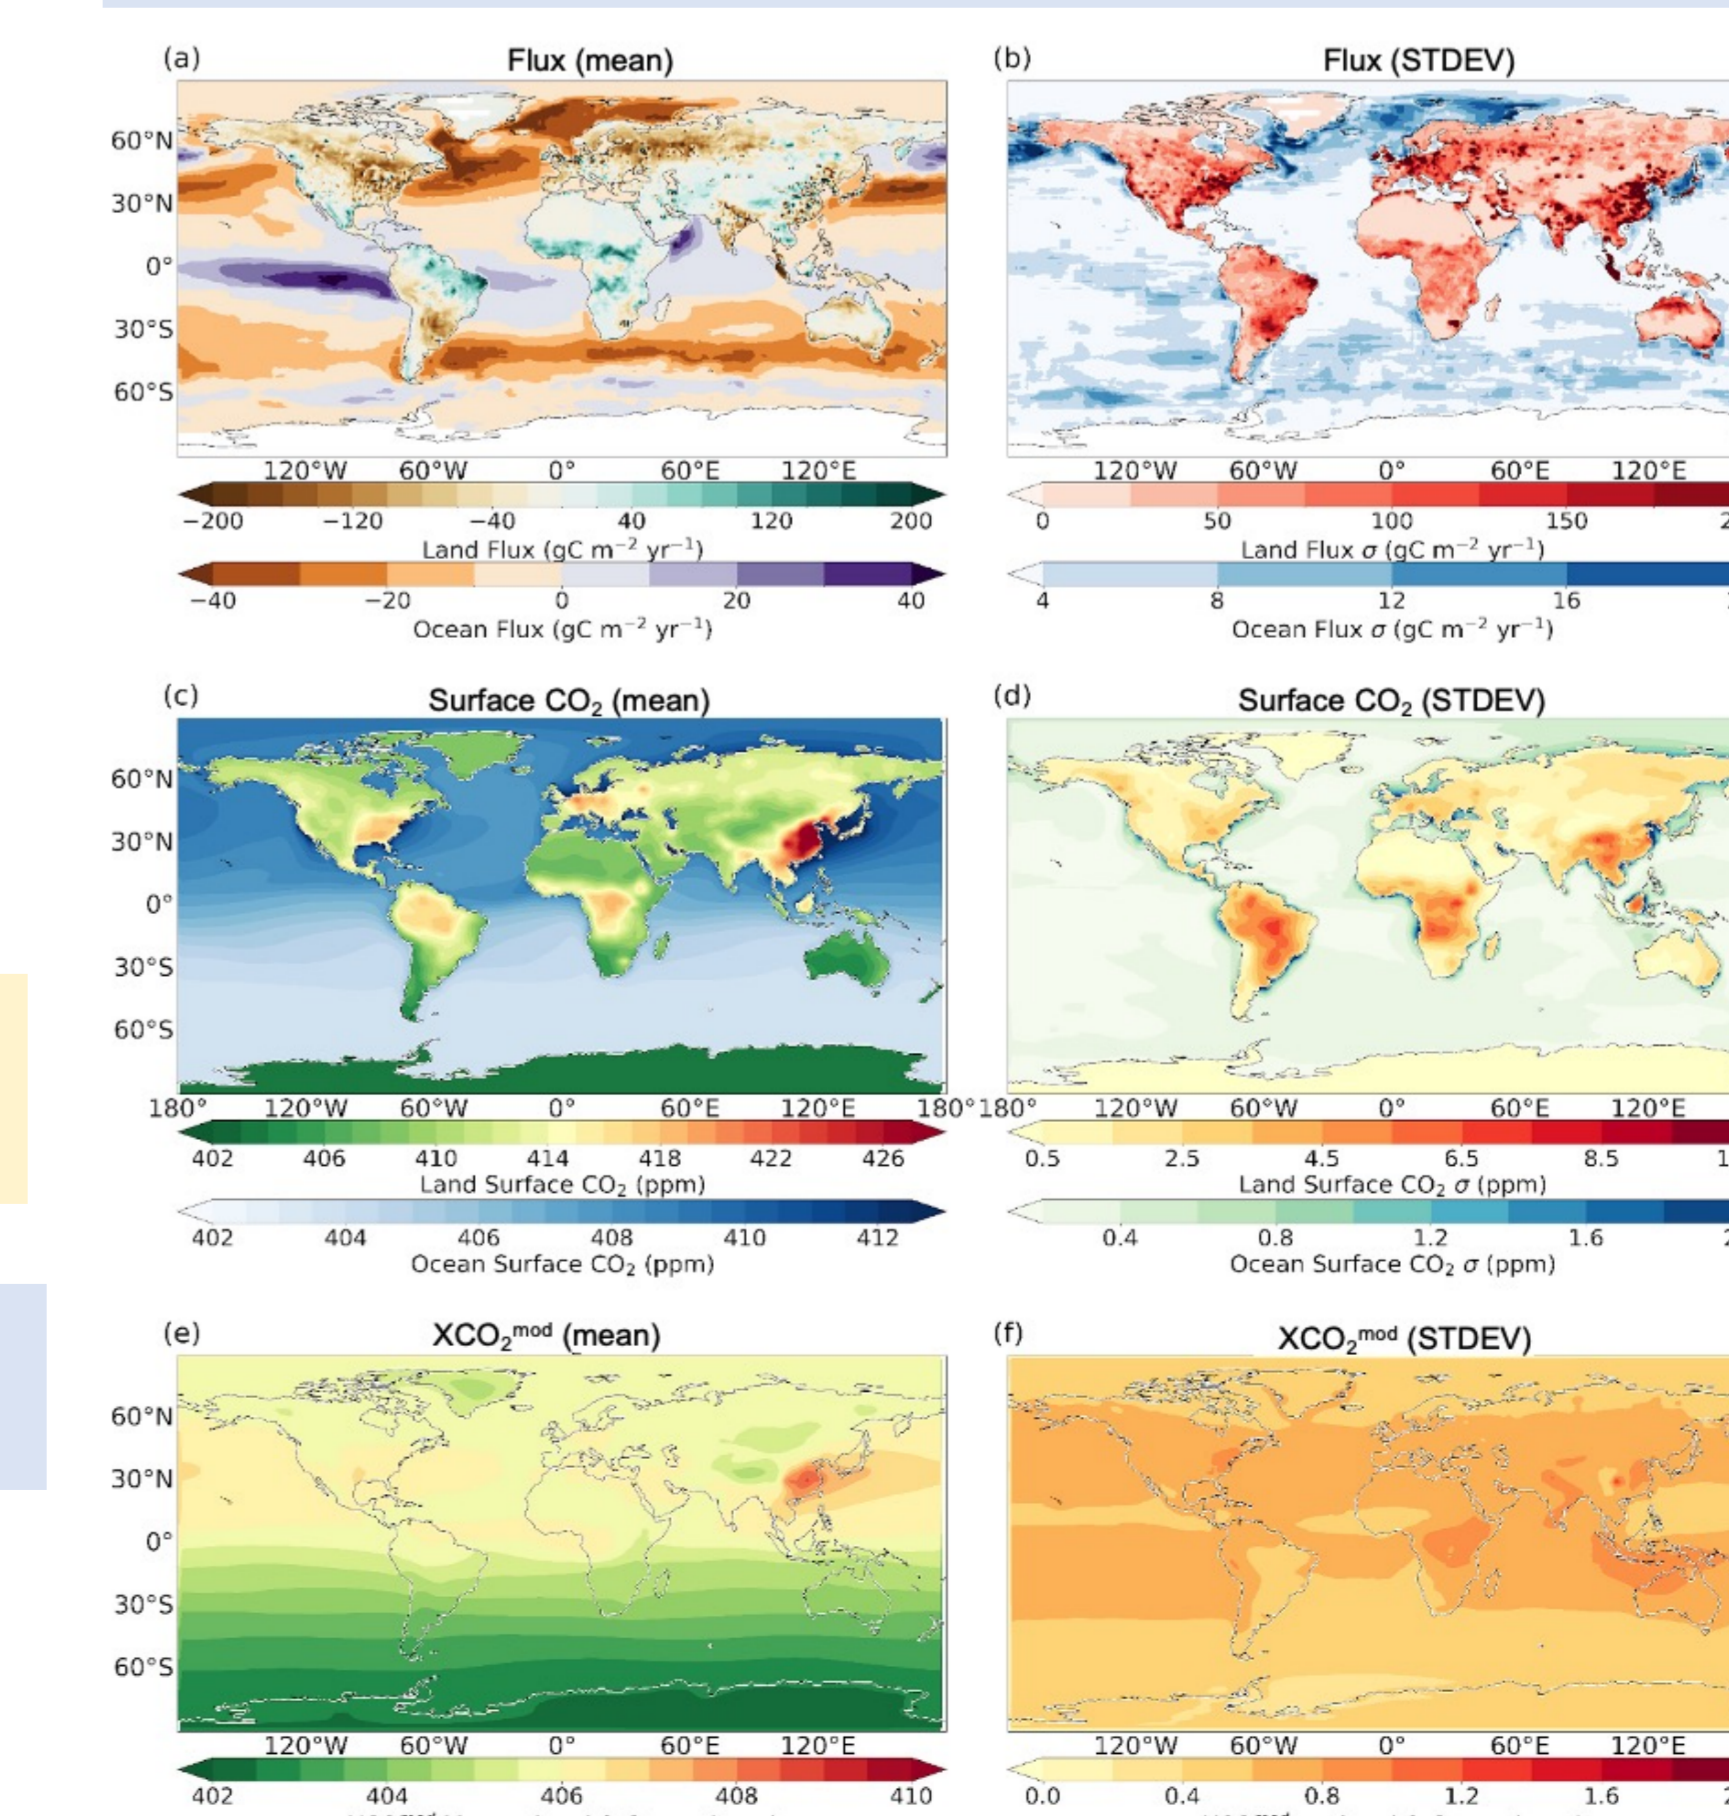 (a) Flux (mean)
(b) Flux (STDEV)
60°N
30°N
0°
30°S
60°S
120°W 60°W 0° 60°E 120°E
120°W 60°W 0° 60°E 120°E
−200 −120 −40 40 120 200
0 50 100 150
Land Flux (gC m⁻² yr⁻¹)
Land Flux σ (gC m⁻² yr⁻¹)
−40 −20 0 20 40
4 8 12 16
Ocean Flux (gC m⁻² yr⁻¹)
Ocean Flux σ (gC m⁻² yr⁻¹)
(c) Surface CO₂ (mean)
(d) Surface CO₂ (STDEV)
60°N
30°N
0°
30°S
60°S
180° 120°W 60°W 0° 60°E 120°E 180°
180° 120°W 60°W 0° 60°E 120°E
402 406 410 414 418 422 426
0.5 2.5 4.5 6.5 8.5
Land Surface CO₂ (ppm)
Land Surface CO₂ σ (ppm)
402 404 406 408 410 412
0.4 0.8 1.2 1.6
Ocean Surface CO₂ (ppm)
Ocean Surface CO₂ σ (ppm)
(e) XCO₂ᵐᵒᵈ (mean)
(f) XCO₂ᵐᵒᵈ (STDEV)
60°N
30°N
0°
30°S
60°S
120°W 60°W 0° 60°E 120°E
120°W 60°W 0° 60°E 120°E
402 404 406 408 410
0.0 0.4 0.8 1.2 1.6